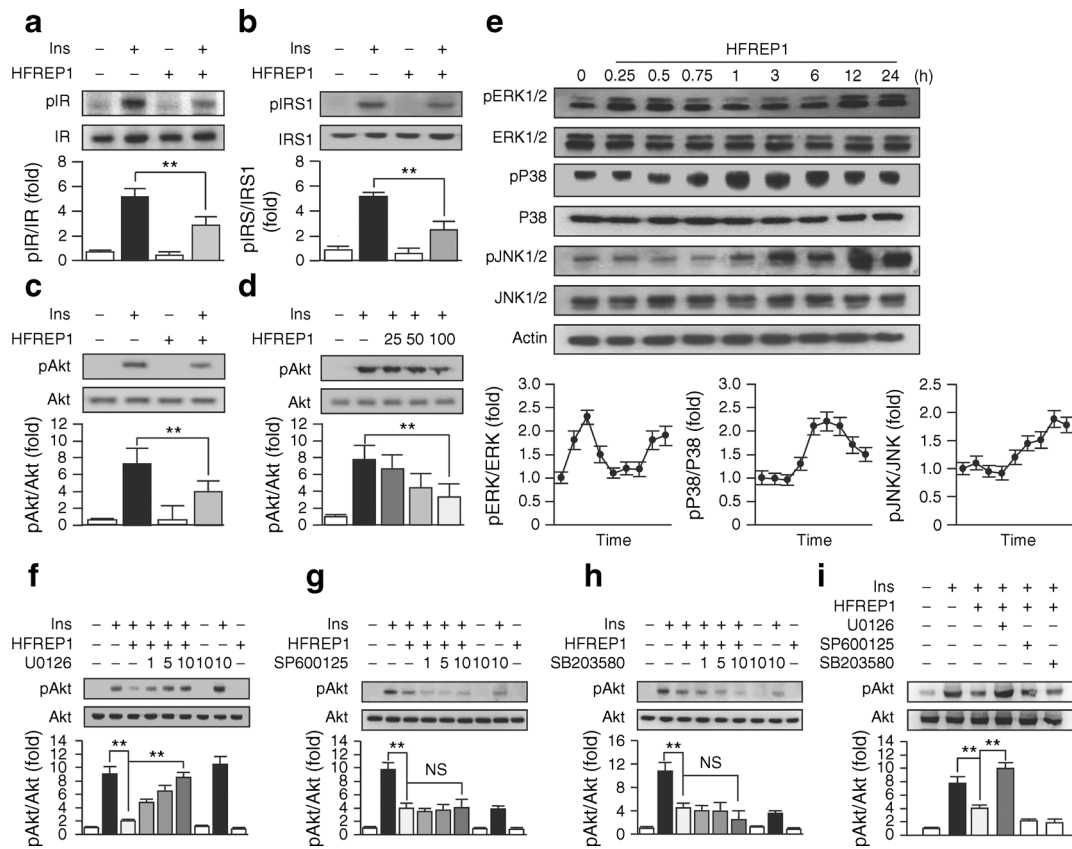 a
Ins – + – +
HFREP1 – – + +
pIR
IR
pIR/IR (fold)
8
6
4
2
0
**
b
Ins – + – +
HFREP1 – – + +
pIRS1
IRS1
pIRS/IRS1
(fold)
8
6
4
2
0
**
c
Ins – + – +
HFREP1 – – + +
pAkt
Akt
pAkt/Akt (fold)
12
10
8
6
4
2
0
**
d
Ins – + + + +
HFREP1 – – 25 50 100
pAkt
Akt
pAkt/Akt (fold)
12
10
8
6
4
2
0
**
e
HFREP1
0 0.25 0.5 0.75 1 3 6 12 24 (h)
pERK1/2
ERK1/2
pP38
P38
pJNK1/2
JNK1/2
Actin
pERK/ERK (fold)
3.0
2.5
2.0
1.5
1.0
0.5
0
Time
pP38/P38 (fold)
3.0
2.5
2.0
1.5
1.0
0.5
0
Time
pJNK/JNK (fold)
2.5
2.0
1.5
1.0
0.5
0
Time
f
Ins – + + + + + – + –
HFREP1 – – + + + + – – +
U0126 – – – 1 5 10 10 10 –
pAkt
Akt
pAkt/Akt (fold)
14
12
10
8
6
4
2
0
** **
g
Ins – + + + + + – + –
HFREP1 – – + + + + – – +
SP600125 – – – 1 5 10 10 10 –
pAkt
Akt
pAkt/Akt (fold)
14
12
10
8
6
4
2
0
** NS
h
Ins – + + + + + – + –
HFREP1 – – + + + + – – +
SB203580 – – – 1 5 10 10 10 –
pAkt
Akt
pAkt/Akt (fold)
14
12
10
8
6
4
2
0
** NS
i
Ins – + + + + +
HFREP1 – – + + + +
U0126 – – – + – –
SP600125 – – – – + –
SB203580 – – – – – +
pAkt
Akt
pAkt/Akt (fold)
14
12
10
8
6
4
2
0
** **